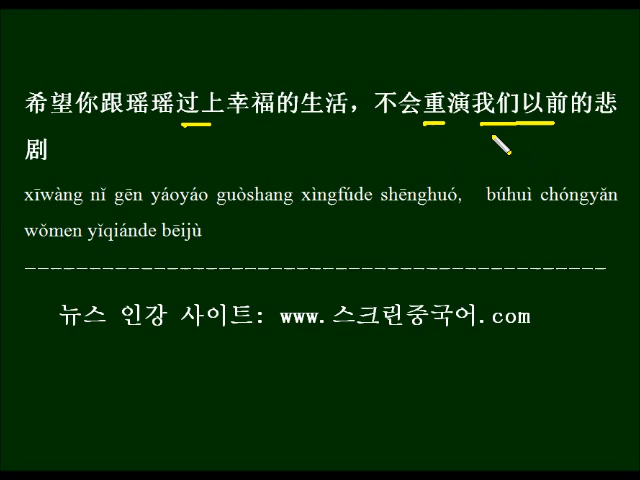 希望你跟瑶瑶过上幸福的生活，不会重演我们以前的悲
剧
xīwàng nǐ gēn yáoyáo guòshang xìngfúde shēnghuó,   búhuì chóngyǎn
wǒmen yǐqiánde bēijù
---------------------------------------------
뉴스 인강 사이트: www.스크린중국어.com